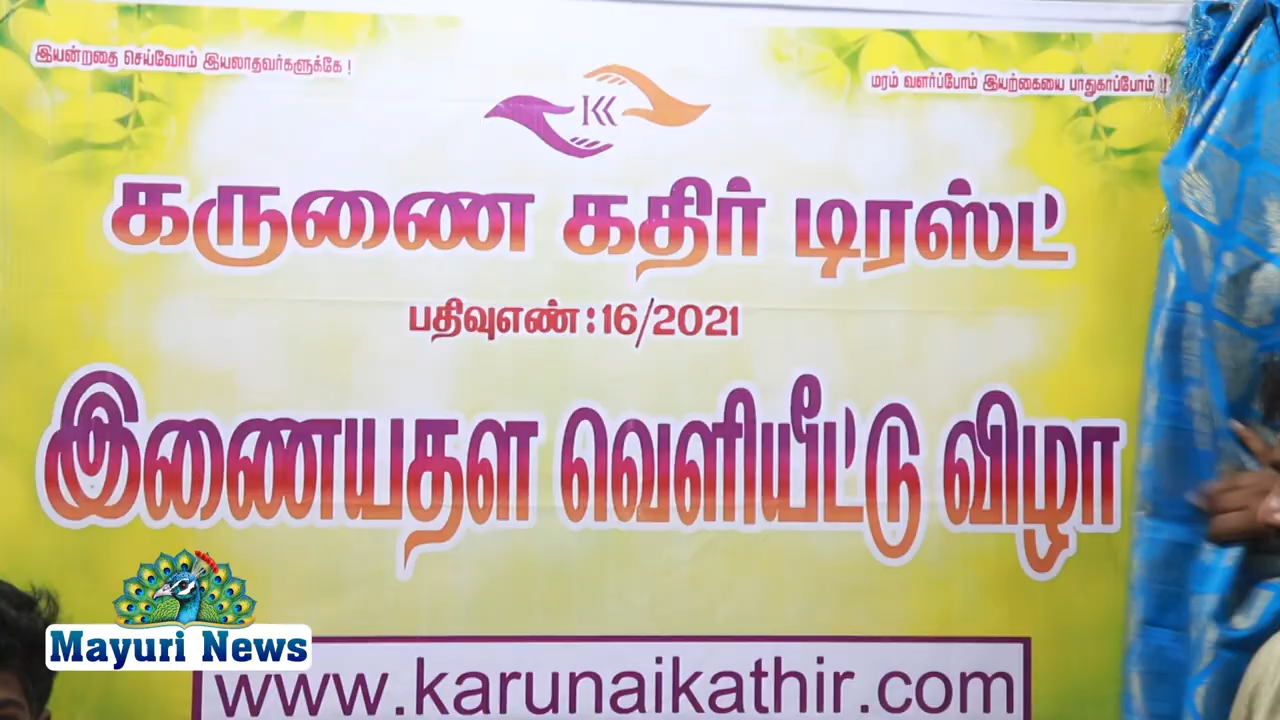 இயன்றதை செய்வோம் இயலாதவர்களுக்கே !
மரம் வளர்ப்போம் இயற்கையை பாதுகாப்போம் !!
KK
கருணை கதிர் டிரஸ்ட்
பதிவுஎண்:16/2021
இணையதள வெளியீட்டு விழா
Mayuri News
www.karunaikathir.com